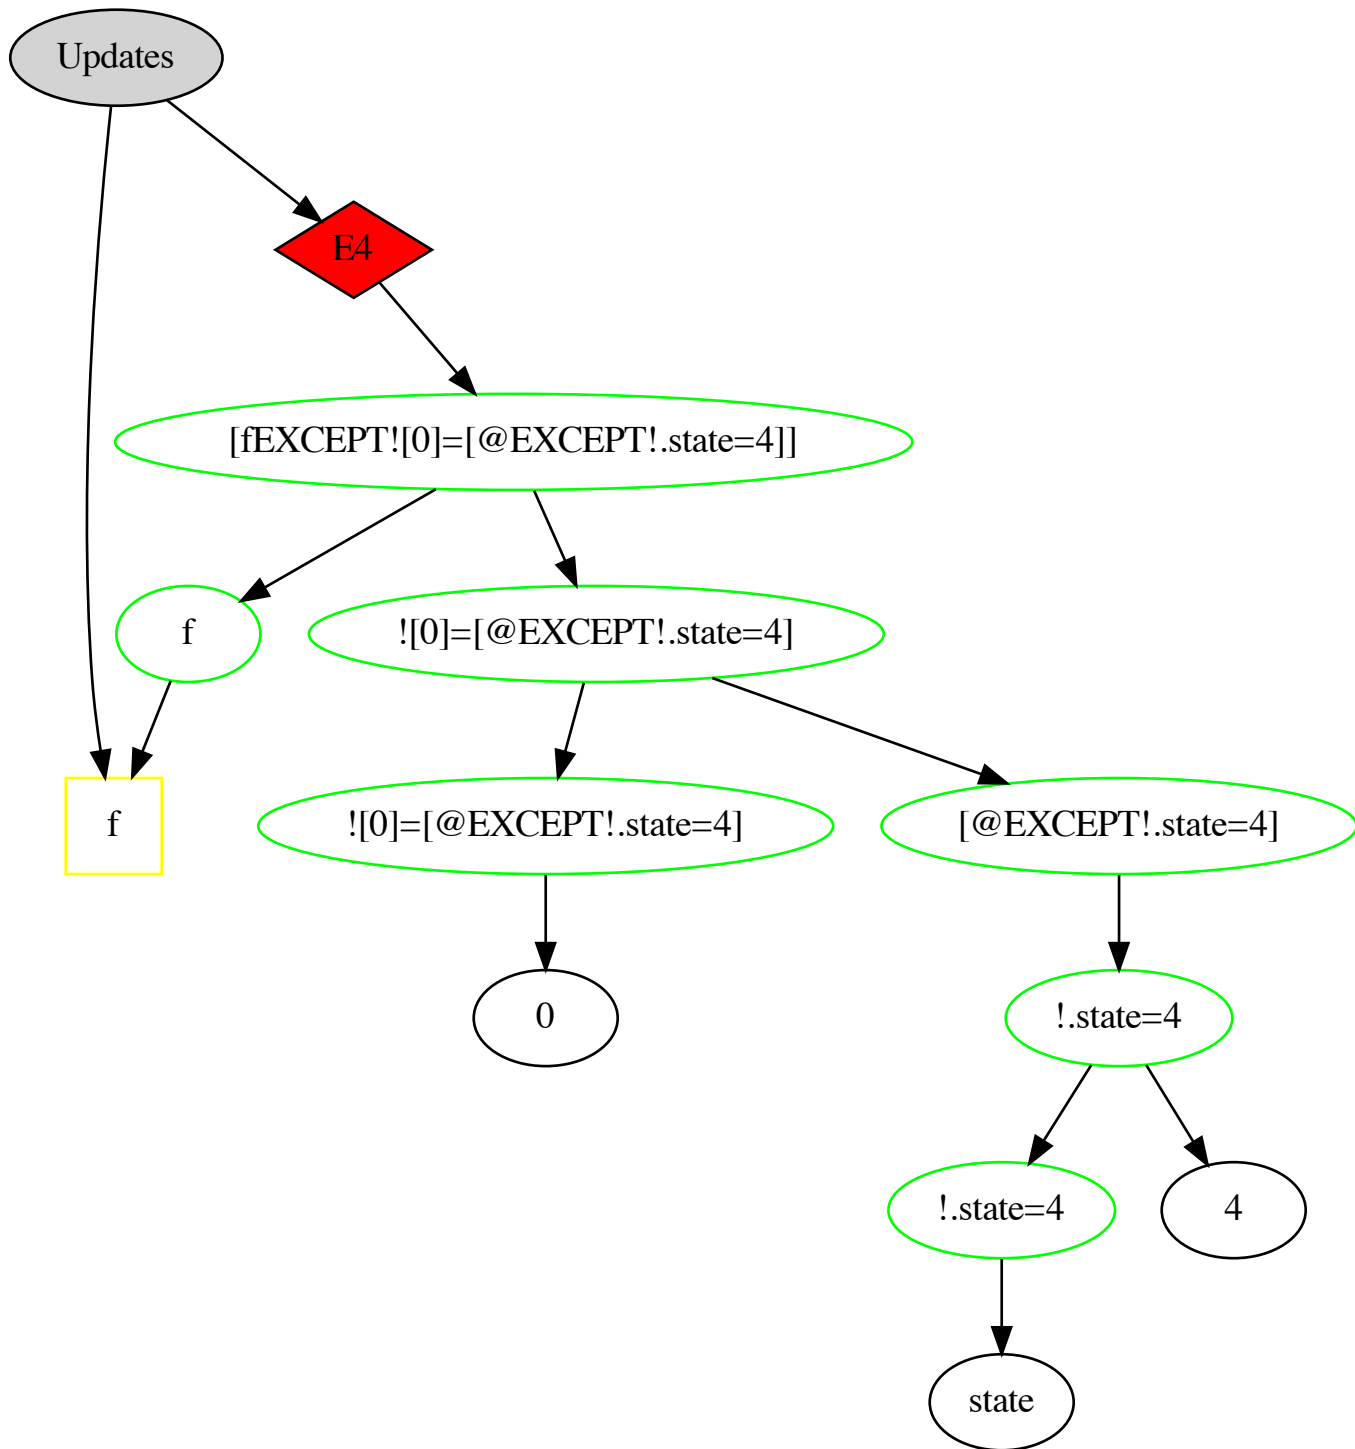 Updates
E4
[fEXCEPT![0]=[@EXCEPT!.state=4]]
f
![0]=[@EXCEPT!.state=4]
f
![0]=[@EXCEPT!.state=4]
[@EXCEPT!.state=4]
0
!.state=4
!.state=4
4
state